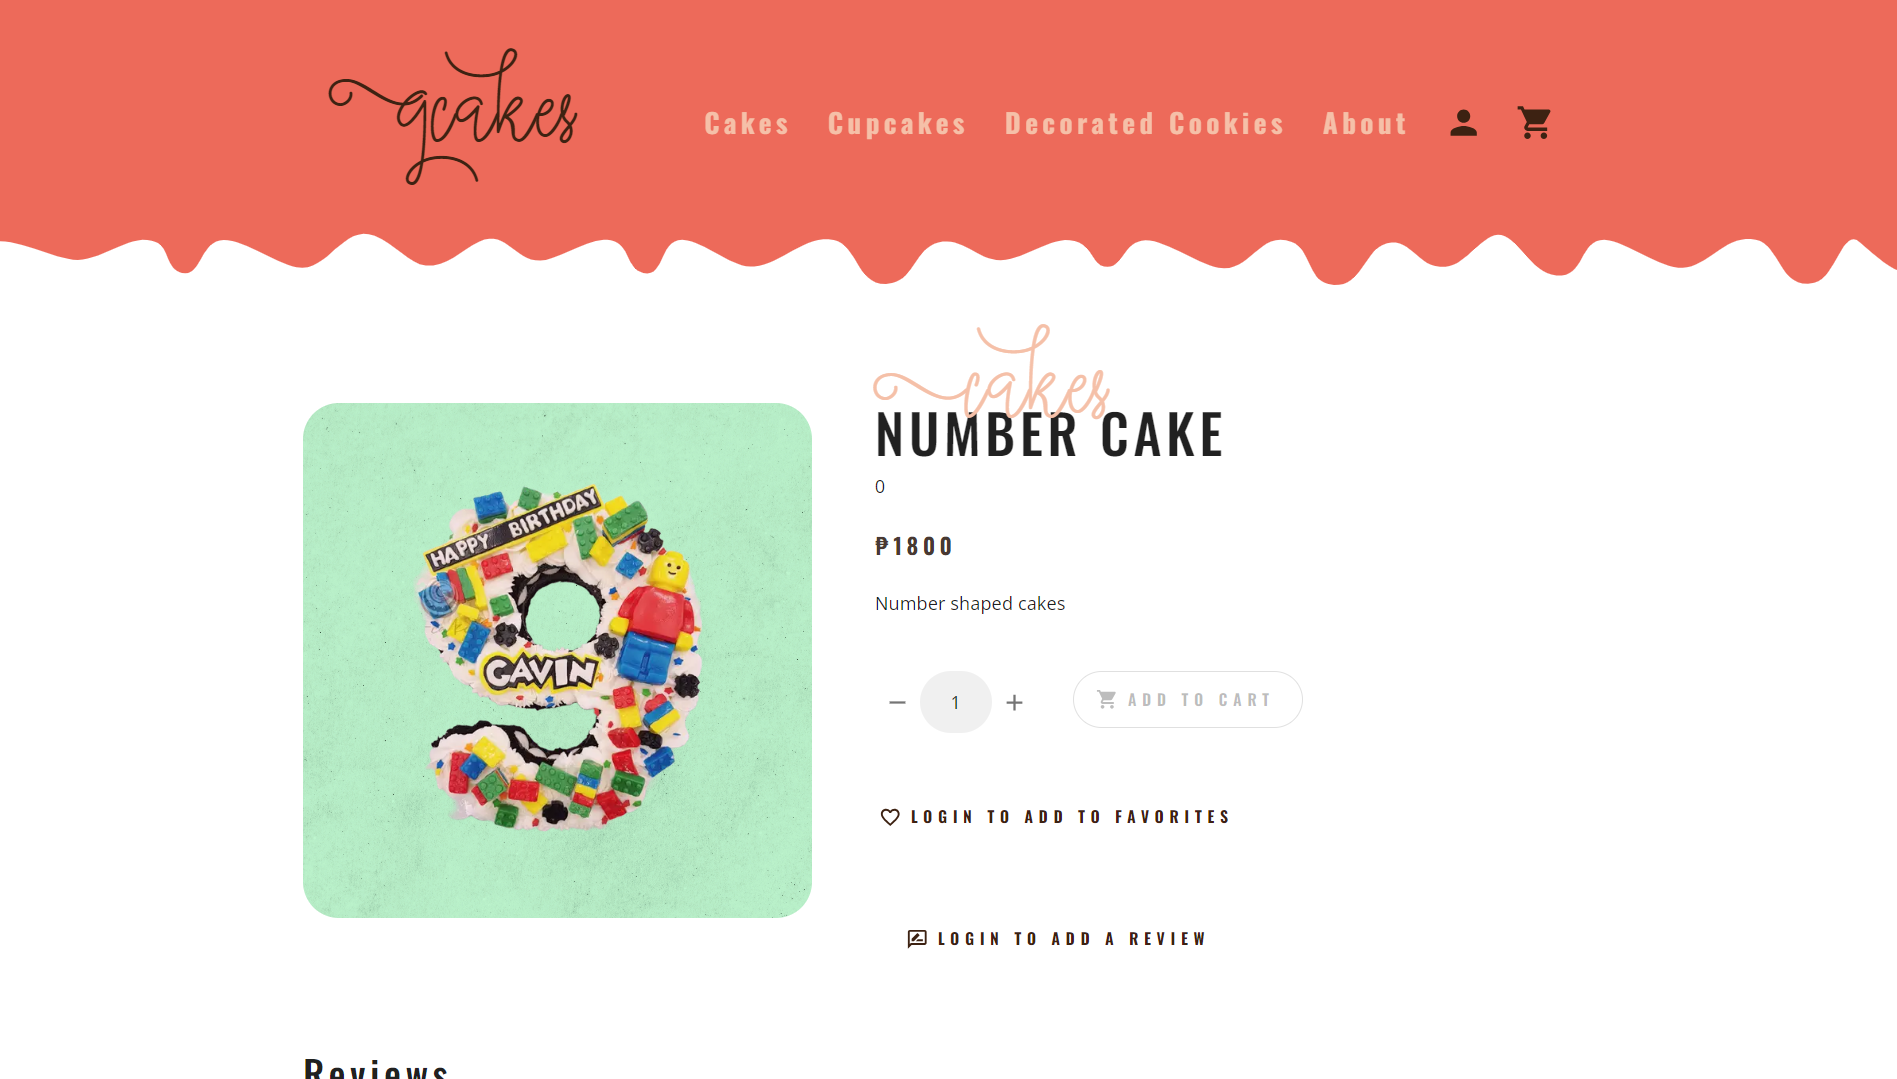 gcakes
Cakes Cupcakes Decorated Cookies About
cakes
NUMBER CAKE
0
₱1800
Number shaped cakes
1 ADD TO CART
LOGIN TO ADD TO FAVORITES
LOGIN TO ADD A REVIEW
HAPPY BIRTHDAY
GAVIN
9
Reviews